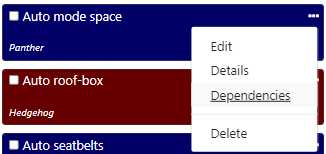 Auto mode space
Panther
Edit
Details
Auto roof-box
Dependencies
Hedgehog
Delete
Auto seatbelts